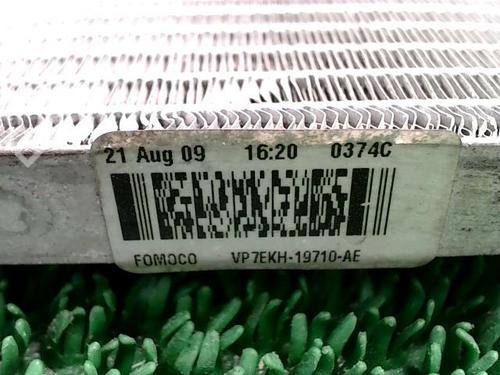 21 Aug 09 16:20 0374C
FOMOCO VP7EKH-19710-AE